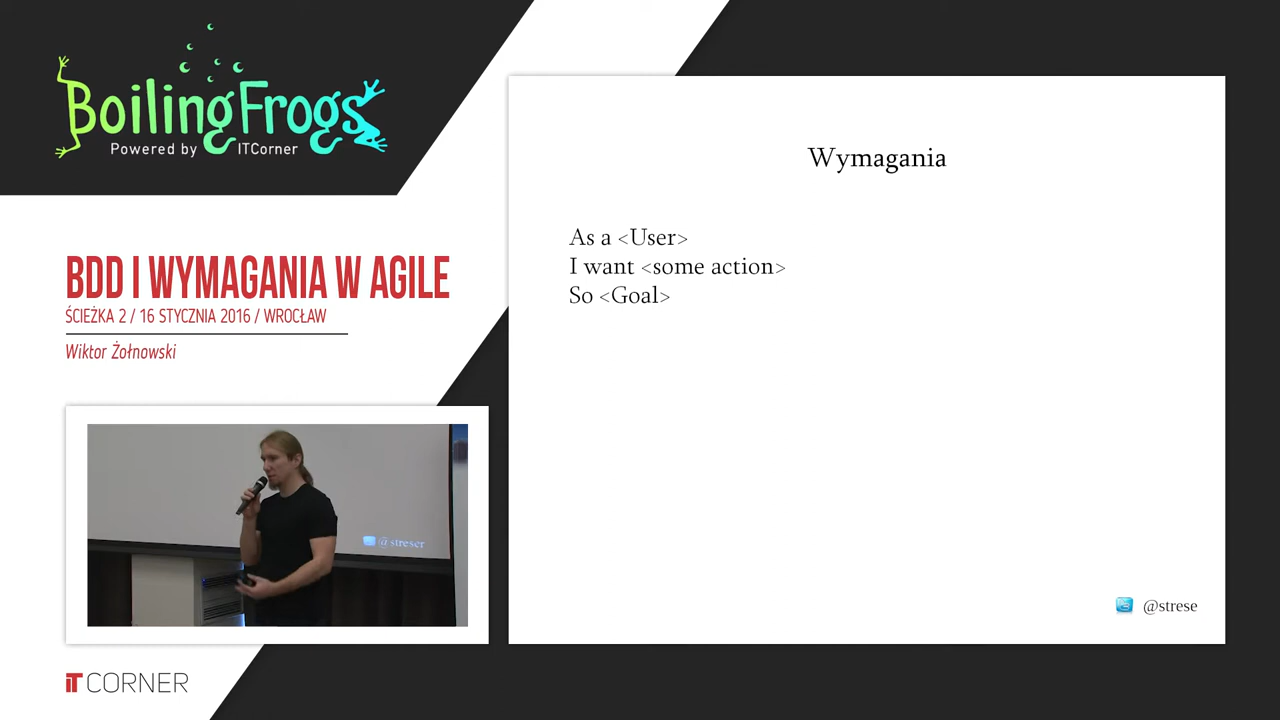 BoilingFrogs
Powered by ITCorner
BDD I WYMAGANIA W AGILE
ŚCIEŻKA 2 / 16 STYCZNIA 2016 / WROCŁAW
Wiktor Żołnowski
@streser
iT CORNER
Wymagania
As a <User>
I want <some action>
So <Goal>
@strese